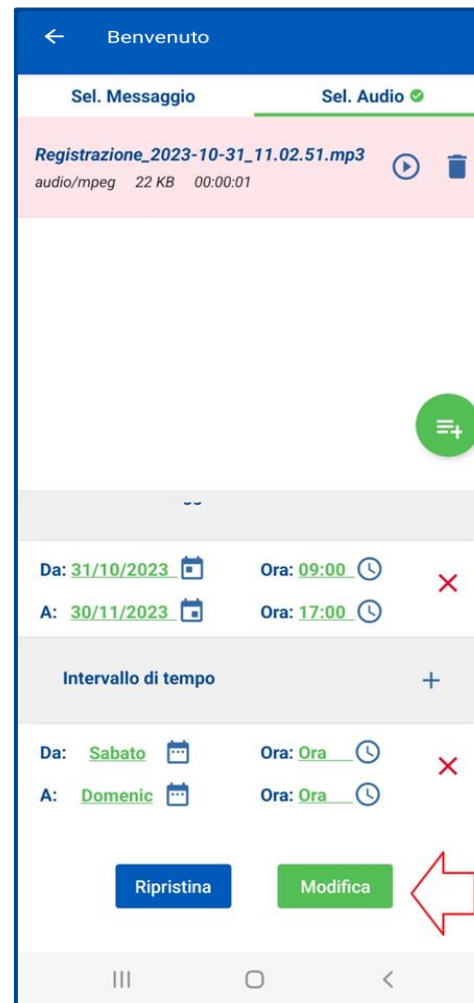 Benvenuto
Sel. Messaggio Sel. Audio
Registrazione_2023-10-31_11.02.51.mp3
audio/mpeg 22 KB 00:00:01
Da: 31/10/2023 Ora: 09:00
A: 30/11/2023 Ora: 17:00
Intervallo di tempo
Da: Sabato Ora: Ora
A: Domenic Ora: Ora
Ripristina Modifica